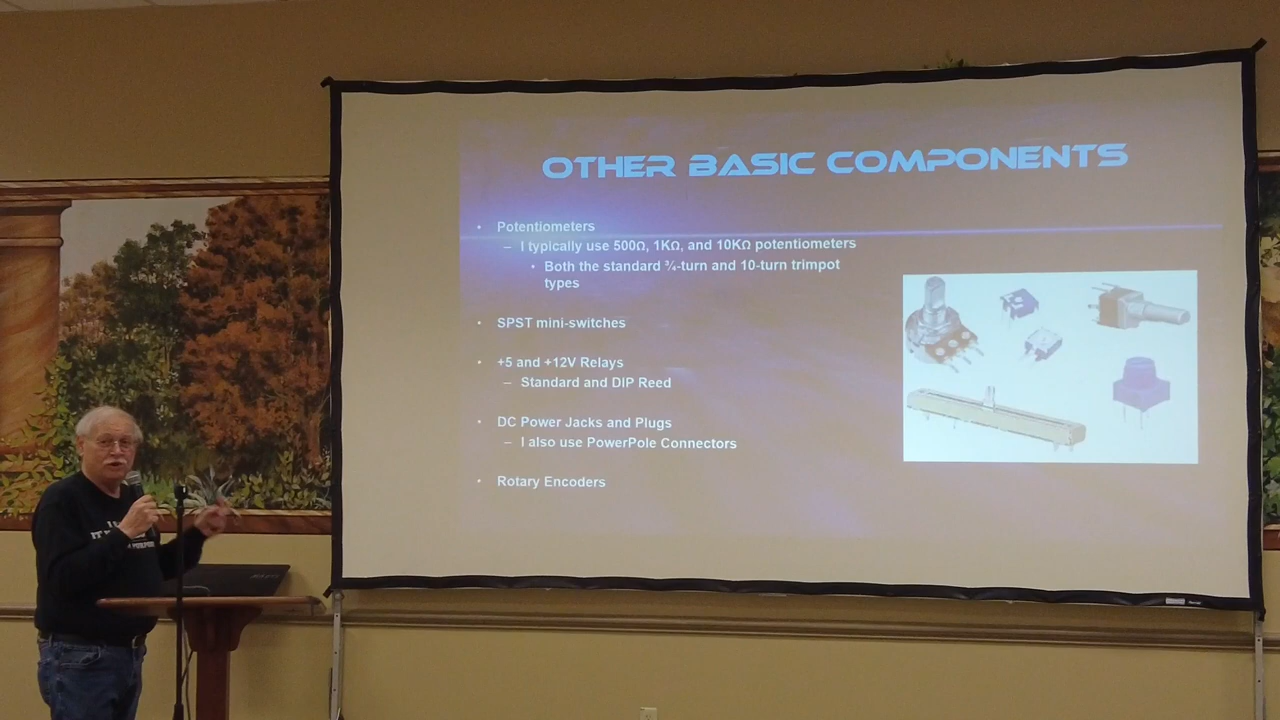 OTHER BASIC COMPONENTS
• Potentiometers
– I typically use 500Ω, 1KΩ, and 10KΩ potentiometers
• Both the standard ¾-turn and 10-turn trimpot
types
• SPST mini-switches
• +5 and +12V Relays
– Standard and DIP Reed
• DC Power Jacks and Plugs
– I also use PowerPole Connectors
• Rotary Encoders